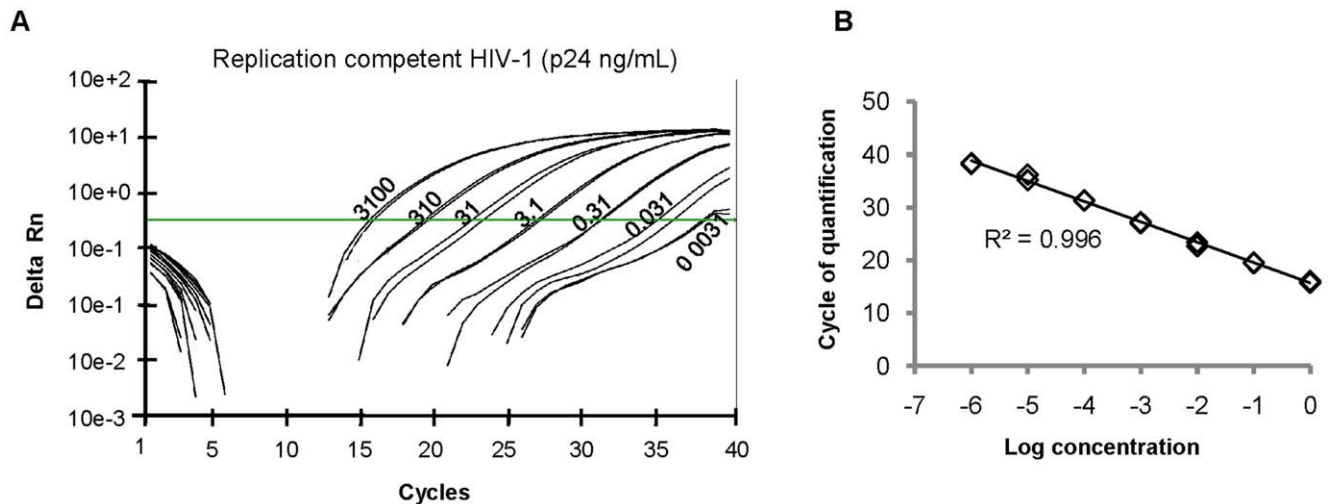 A
Replication competent HIV-1 (p24 ng/mL)
10e+2
10e+1
10e+0
10e-1
10e-1
10e-2
10e-3
Delta Rn
3100
310
31
3.1
0.31
0.031
0 0031
1
5
10
15
20
25
30
35
40
Cycles
B
50
40
30
20
10
0
Cycle of quantification
R² = 0.996
-7
-6
-5
-4
-3
-2
-1
0
Log concentration